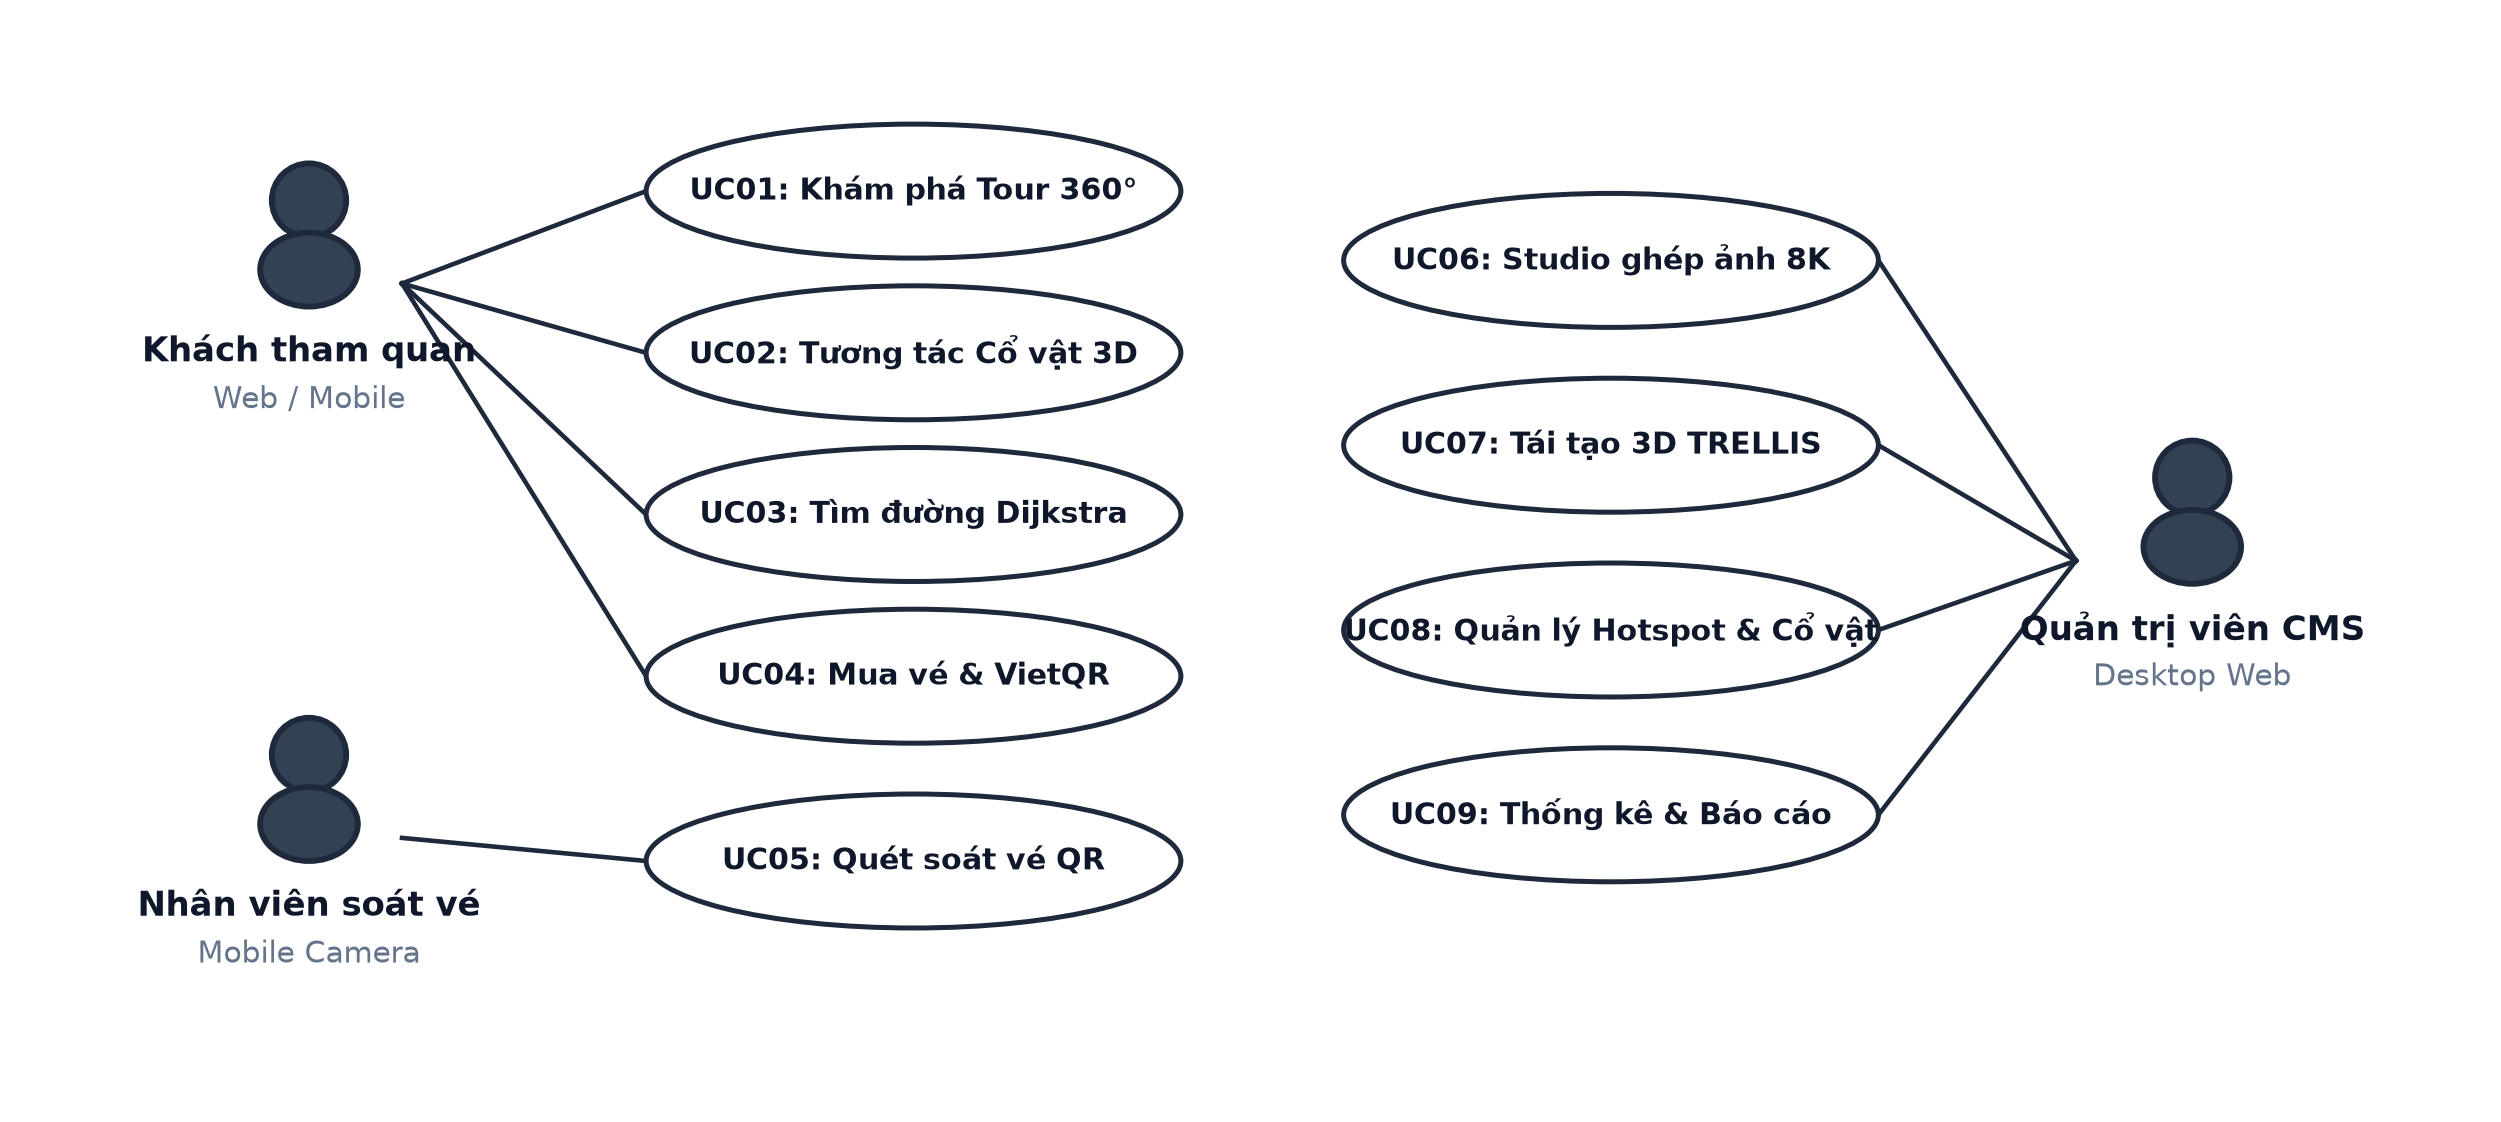 Khách tham quan
Web / Mobile
Nhân viên soát vé
Mobile Camera
UC01: Khám phá Tour 360°
UC02: Tương tác Cổ vật 3D
UC03: Tìm đường Dijkstra
UC04: Mua vé & VietQR
UC05: Quét soát vé QR
UC06: Studio ghép ảnh 8K
UC07: Tái tạo 3D TRELLIS
UC08: Quản lý Hotspot & Cổ vật
UC09: Thống kê & Báo cáo
Quản trị viên CMS
Desktop Web